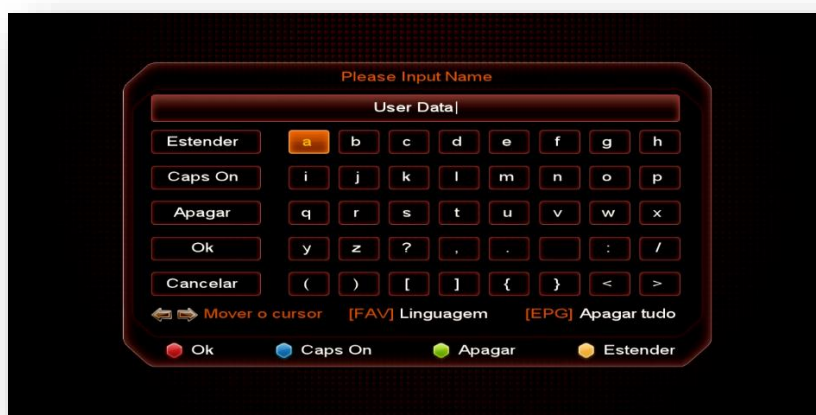 Please Input Name
User Data
Estender a b c d e f g h
Caps On i j k l m n o p
Apagar q r s t u v w x
Ok y z ? , . : /
Cancelar ( ) [ ] { } < >
Mover o cursor [FAV] Linguagem [EPG] Apagar tudo
Ok Caps On Apagar Estender